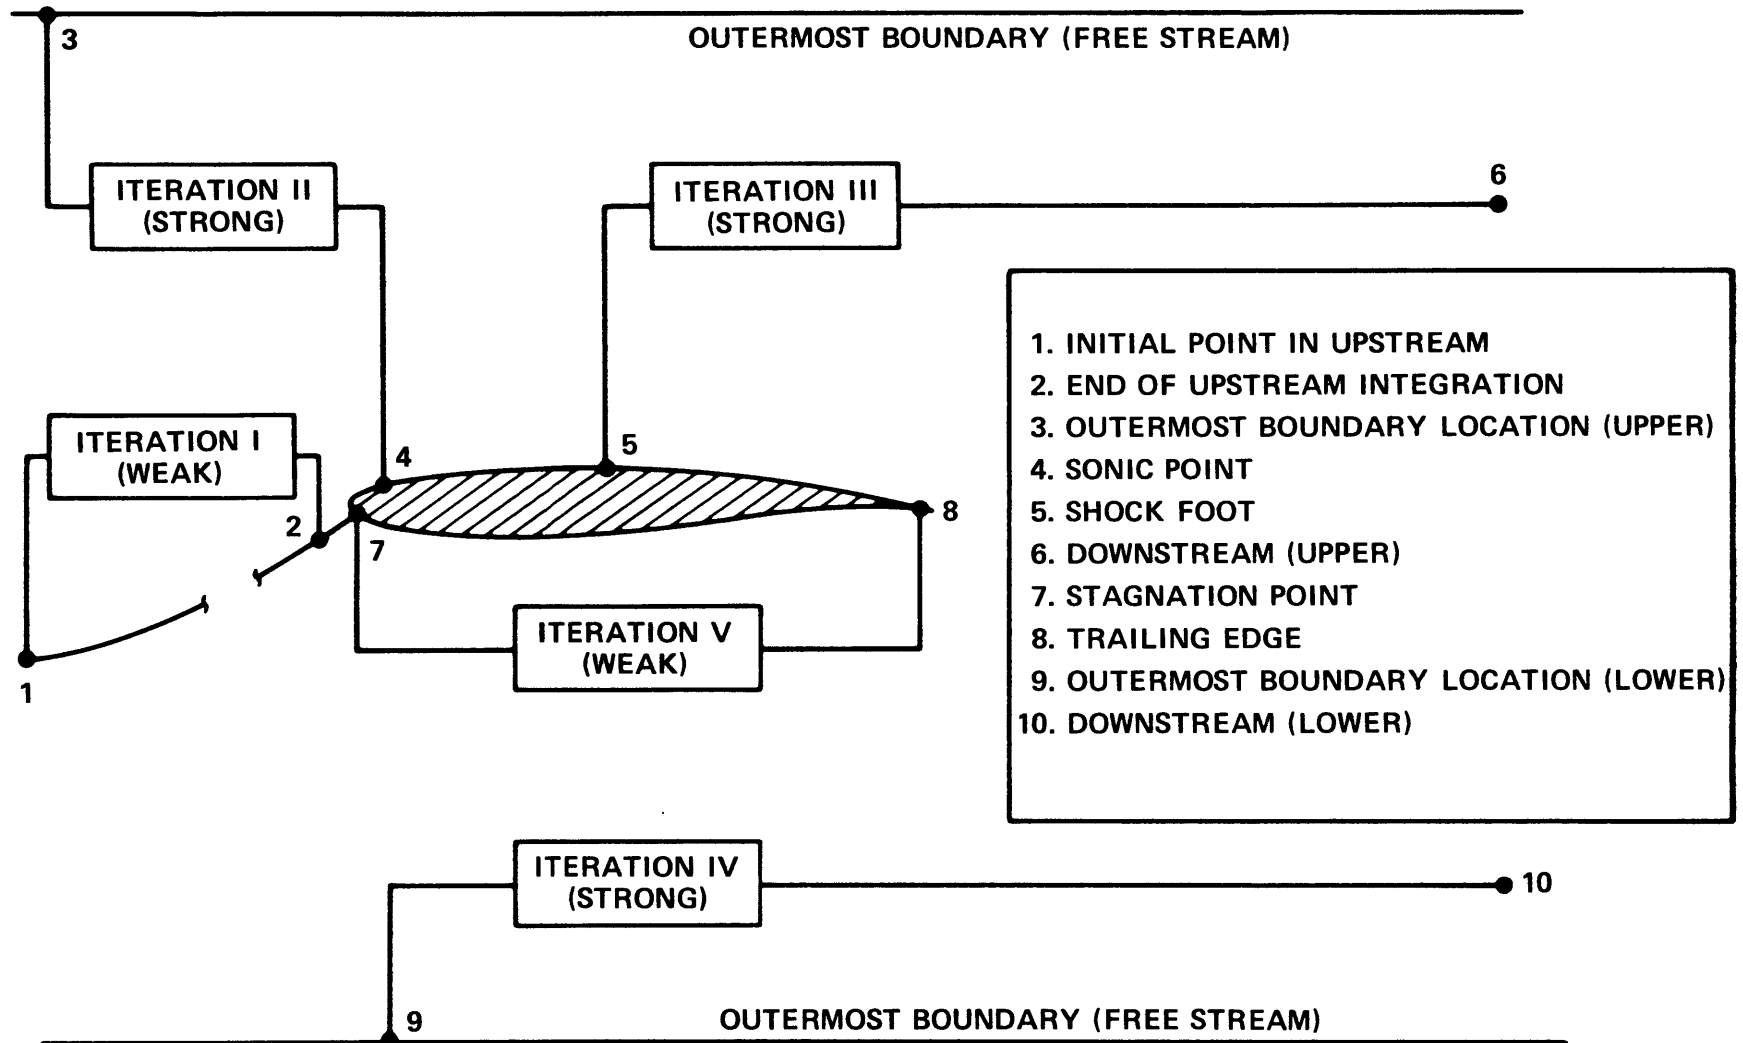 3
OUTERMOST BOUNDARY (FREE STREAM)
ITERATION II
(STRONG)
ITERATION III
(STRONG)
6
ITERATION I
(WEAK)
4
5
2
7
8
1
ITERATION V
(WEAK)
1. INITIAL POINT IN UPSTREAM
2. END OF UPSTREAM INTEGRATION
3. OUTERMOST BOUNDARY LOCATION (UPPER)
4. SONIC POINT
5. SHOCK FOOT
6. DOWNSTREAM (UPPER)
7. STAGNATION POINT
8. TRAILING EDGE
9. OUTERMOST BOUNDARY LOCATION (LOWER)
10. DOWNSTREAM (LOWER)
ITERATION IV
(STRONG)
10
9
OUTERMOST BOUNDARY (FREE STREAM)